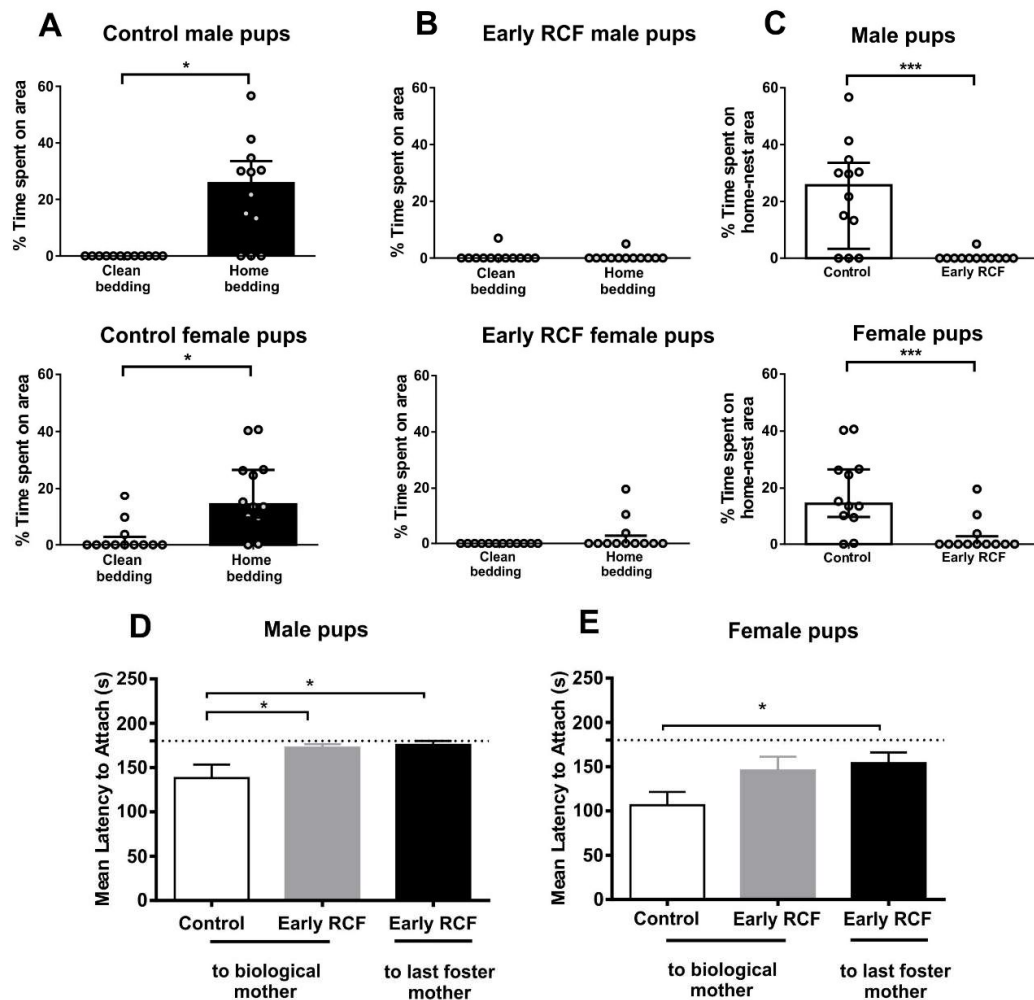 A
Control male pups
*
% Time spent on area
60
40
20
0
Clean
bedding
Home
bedding
B
Early RCF male pups
% Time spent on area
60
40
20
0
Clean
bedding
Home
bedding
C
Male pups
***
% Time spent on
home-nest area
60
40
20
0
Control
Early RCF
Control female pups
*
% Time spent on area
60
40
20
0
Clean
bedding
Home
bedding
Early RCF female pups
% Time spent on area
60
40
20
0
Clean
bedding
Home
bedding
Female pups
***
% Time spent on
home-nest area
60
40
20
0
Control
Early RCF
D
Male pups
Mean Latency to Attach (s)
250
200
150
100
50
0
*
*
Control
Early RCF
Early RCF
to biological
mother
to last foster
mother
E
Female pups
Mean Latency to Attach (s)
250
200
150
100
50
0
*
Control
Early RCF
Early RCF
to biological
mother
to last foster
mother